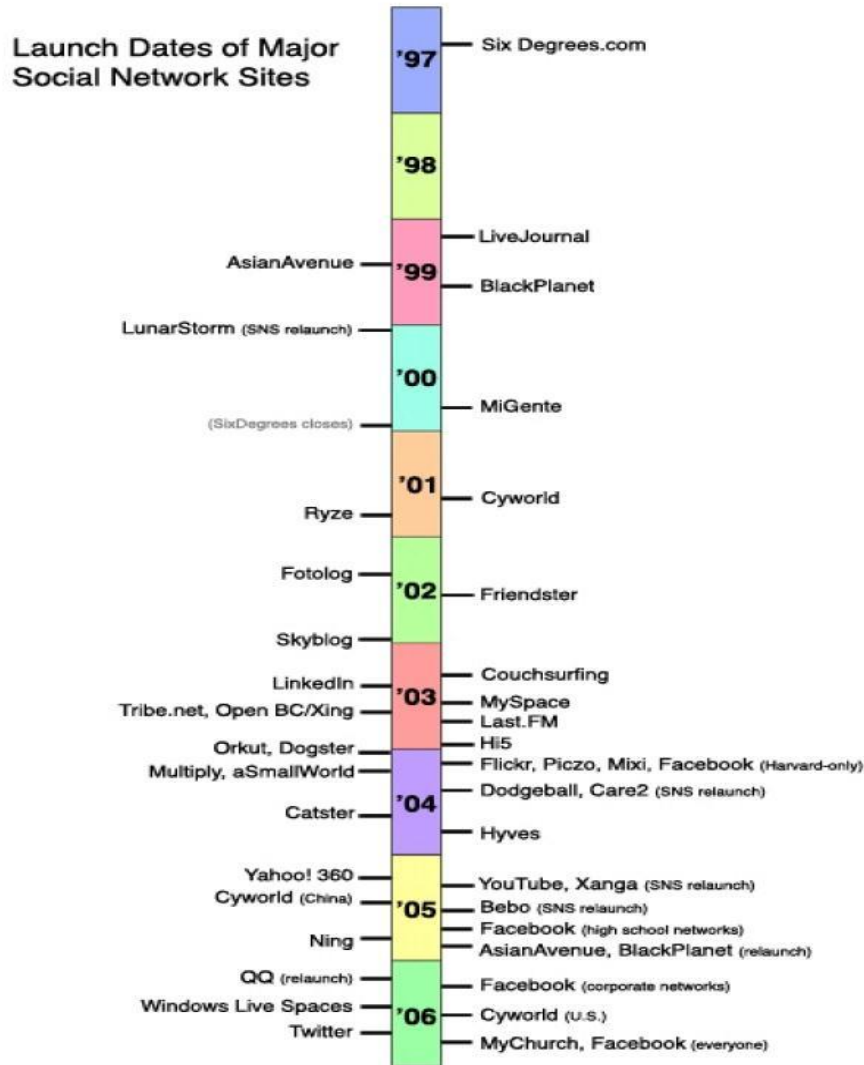 Launch Dates of Major
Social Network Sites
'97
Six Degrees.com
'98
LiveJournal
AsianAvenue
'99
BlackPlanet
LunarStorm (SNS relaunch)
'00
MiGente
(SixDegrees closes)
'01
Cyworld
Ryze
Fotolog
'02
Friendster
Skyblog
Couchsurfing
LinkedIn
'03
MySpace
Tribe.net, Open BC/Xing
Last.FM
Hi5
Orkut, Dogster
Flickr, Piczo, Mixi, Facebook (Harvard-only)
Multiply, aSmallWorld
Dodgeball, Care2 (SNS relaunch)
'04
Catster
Hyves
Yahoo! 360
YouTube, Xanga (SNS relaunch)
Cyworld (China)
'05
Bebo (SNS relaunch)
Facebook (high school networks)
Ning
AsianAvenue, BlackPlanet (relaunch)
QQ (relaunch)
Facebook (corporate networks)
Windows Live Spaces
'06
Cyworld (U.S.)
Twitter
MyChurch, Facebook (everyone)